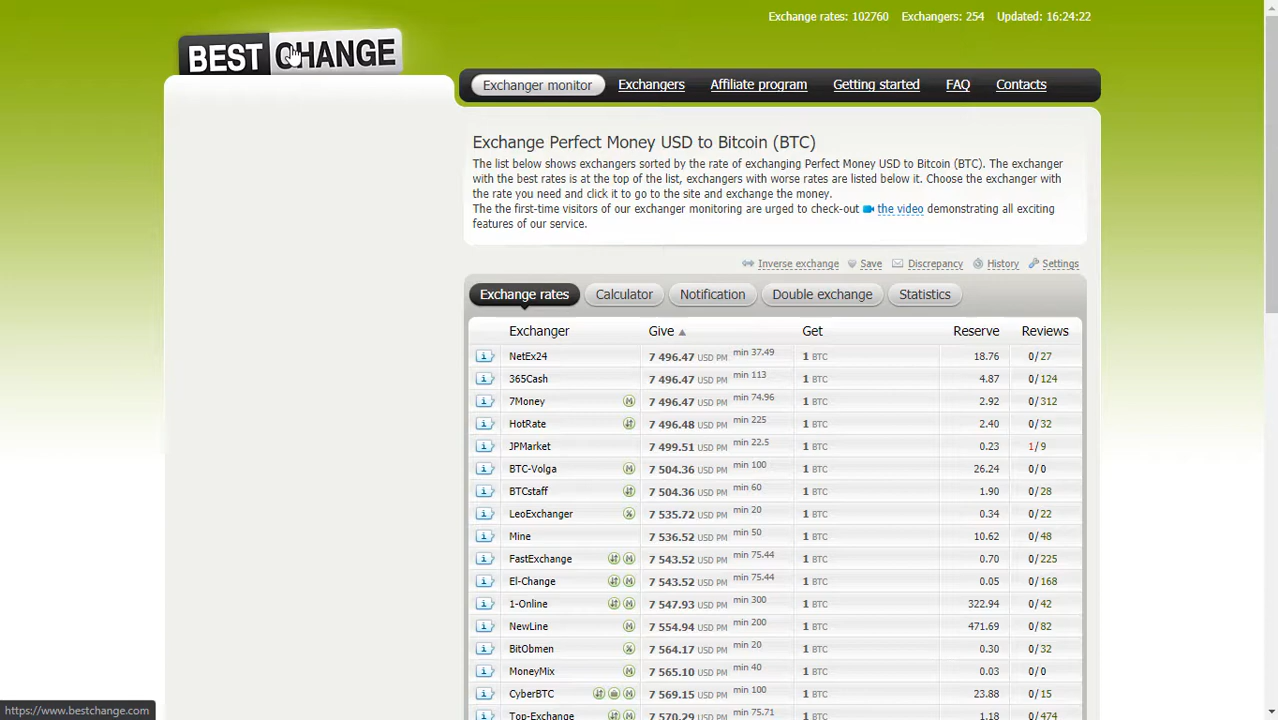 Exchange rates: 102760 Exchangers: 254 Updated: 16:24:22
BEST CHANGE
Exchanger monitor Exchangers Affiliate program Getting started FAQ Contacts
Exchange Perfect Money USD to Bitcoin (BTC)
The list below shows exchangers sorted by the rate of exchanging Perfect Money USD to Bitcoin (BTC). The exchanger
with the best rates is at the top of the list, exchangers with worse rates are listed below it. Choose the exchanger with
the rate you need and click it to go to the site and exchange the money.
The the first-time visitors of our exchanger monitoring are urged to check-out the video demonstrating all exciting
features of our service.
Inverse exchange Save Discrepancy History Settings
Exchange rates Calculator Notification Double exchange Statistics
Exchanger Give Get Reserve Reviews
NetEx24 7 496.47 USD PM min 37.49 1 BTC 18.76 0/27
365Cash 7 496.47 USD PM min 113 1 BTC 4.87 0/124
7Money 7 496.47 USD PM min 74.96 1 BTC 2.92 0/312
HotRate 7 496.48 USD PM min 225 1 BTC 2.40 0/32
JPMarket 7 499.51 USD PM min 22.5 1 BTC 0.23 1/9
BTC-Volga 7 504.36 USD PM min 100 1 BTC 26.24 0/0
BTCstaff 7 504.36 USD PM min 60 1 BTC 1.90 0/28
LeoExchanger 7 535.72 USD PM min 20 1 BTC 0.34 0/22
Mine 7 536.52 USD PM min 50 1 BTC 10.62 0/48
FastExchange 7 543.52 USD PM min 75.44 1 BTC 0.70 0/225
El-Change 7 543.52 USD PM min 75.44 1 BTC 0.05 0/168
1-Online 7 547.93 USD PM min 300 1 BTC 322.94 0/42
NewLine 7 554.94 USD PM min 200 1 BTC 471.69 0/82
BitObmen 7 564.17 USD PM min 20 1 BTC 0.30 0/32
MoneyMix 7 565.10 USD PM min 40 1 BTC 0.03 0/0
CyberBTC 7 569.15 USD PM min 100 1 BTC 23.88 0/15
Top-Exchange 7 570.29 USD PM min 75.71 1 BTC 1.18 0/474
https://www.bestchange.com